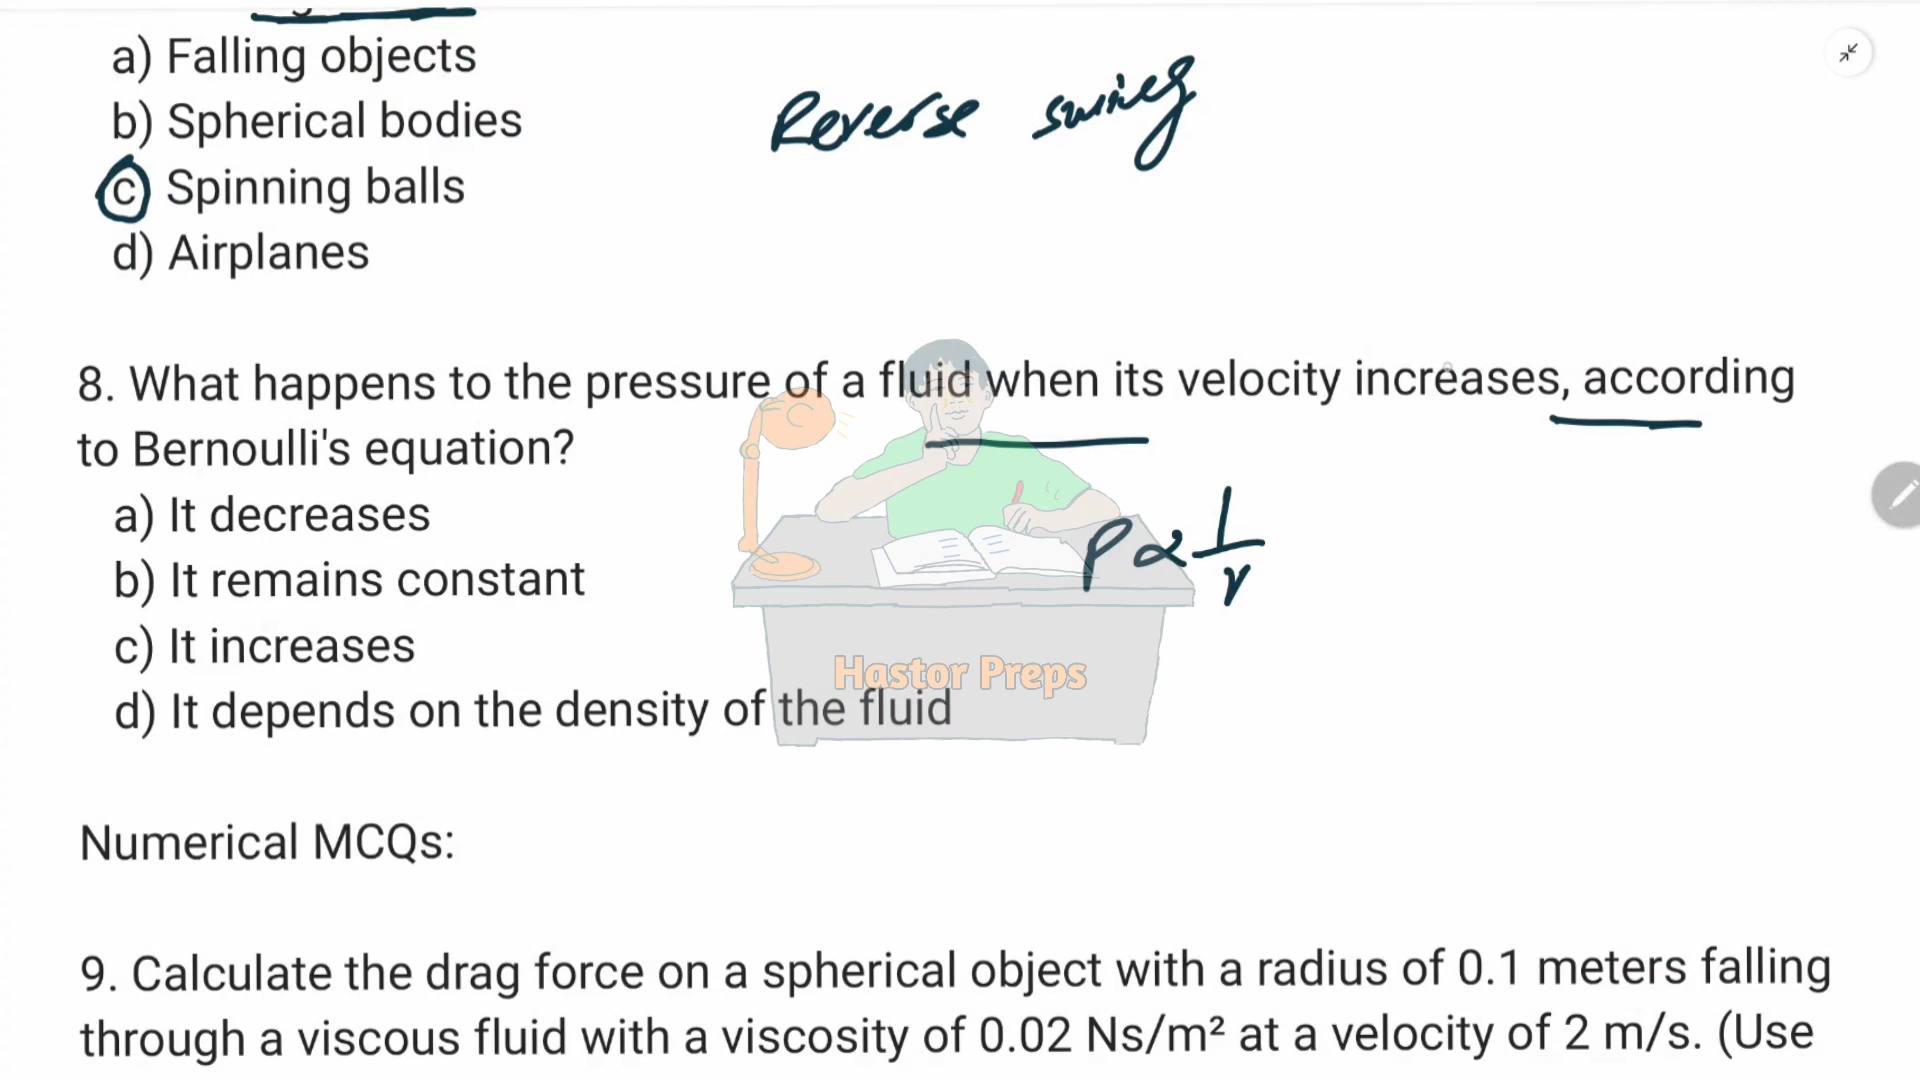 a) Falling objects
b) Spherical bodies
Reverse swing
c) Spinning balls
d) Airplanes
8. What happens to the pressure of a fluid when its velocity increases, according
to Bernoulli's equation?
a) It decreases
P ∝ 1/v
b) It remains constant
c) It increases
Hastor Preps
d) It depends on the density of the fluid
Numerical MCQs:
9. Calculate the drag force on a spherical object with a radius of 0.1 meters falling
through a viscous fluid with a viscosity of 0.02 Ns/m² at a velocity of 2 m/s. (Use